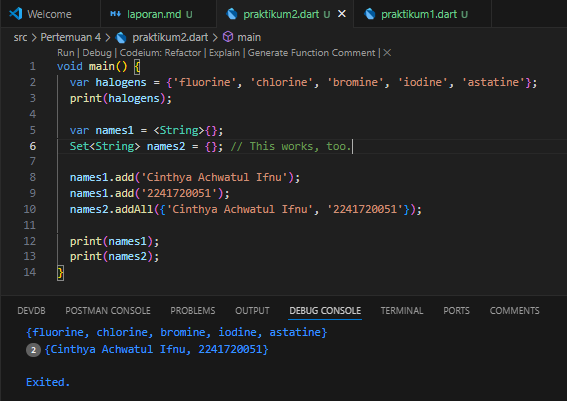 Welcome laporan.md U praktikum2.dart U praktikum1.dart U
src > Pertemuan 4 > praktikum2.dart > main
Run | Debug | Codeium: Refactor | Explain | Generate Function Comment | X
1 void main() {
2 var halogens = {'fluorine', 'chlorine', 'bromine', 'iodine', 'astatine'};
3 print(halogens);
4
5 var names1 = <String>{};
6 Set<String> names2 = {}; // This works, too.
7
8 names1.add('Cinthya Achwatul Ifnu');
9 names1.add('2241720051');
10 names2.addAll({'Cinthya Achwatul Ifnu', '2241720051'});
11
12 print(names1);
13 print(names2);
14 }
DEVDB POSTMAN CONSOLE PROBLEMS OUTPUT DEBUG CONSOLE TERMINAL PORTS COMMENTS
{fluorine, chlorine, bromine, iodine, astatine}
2 {Cinthya Achwatul Ifnu, 2241720051}
Exited.